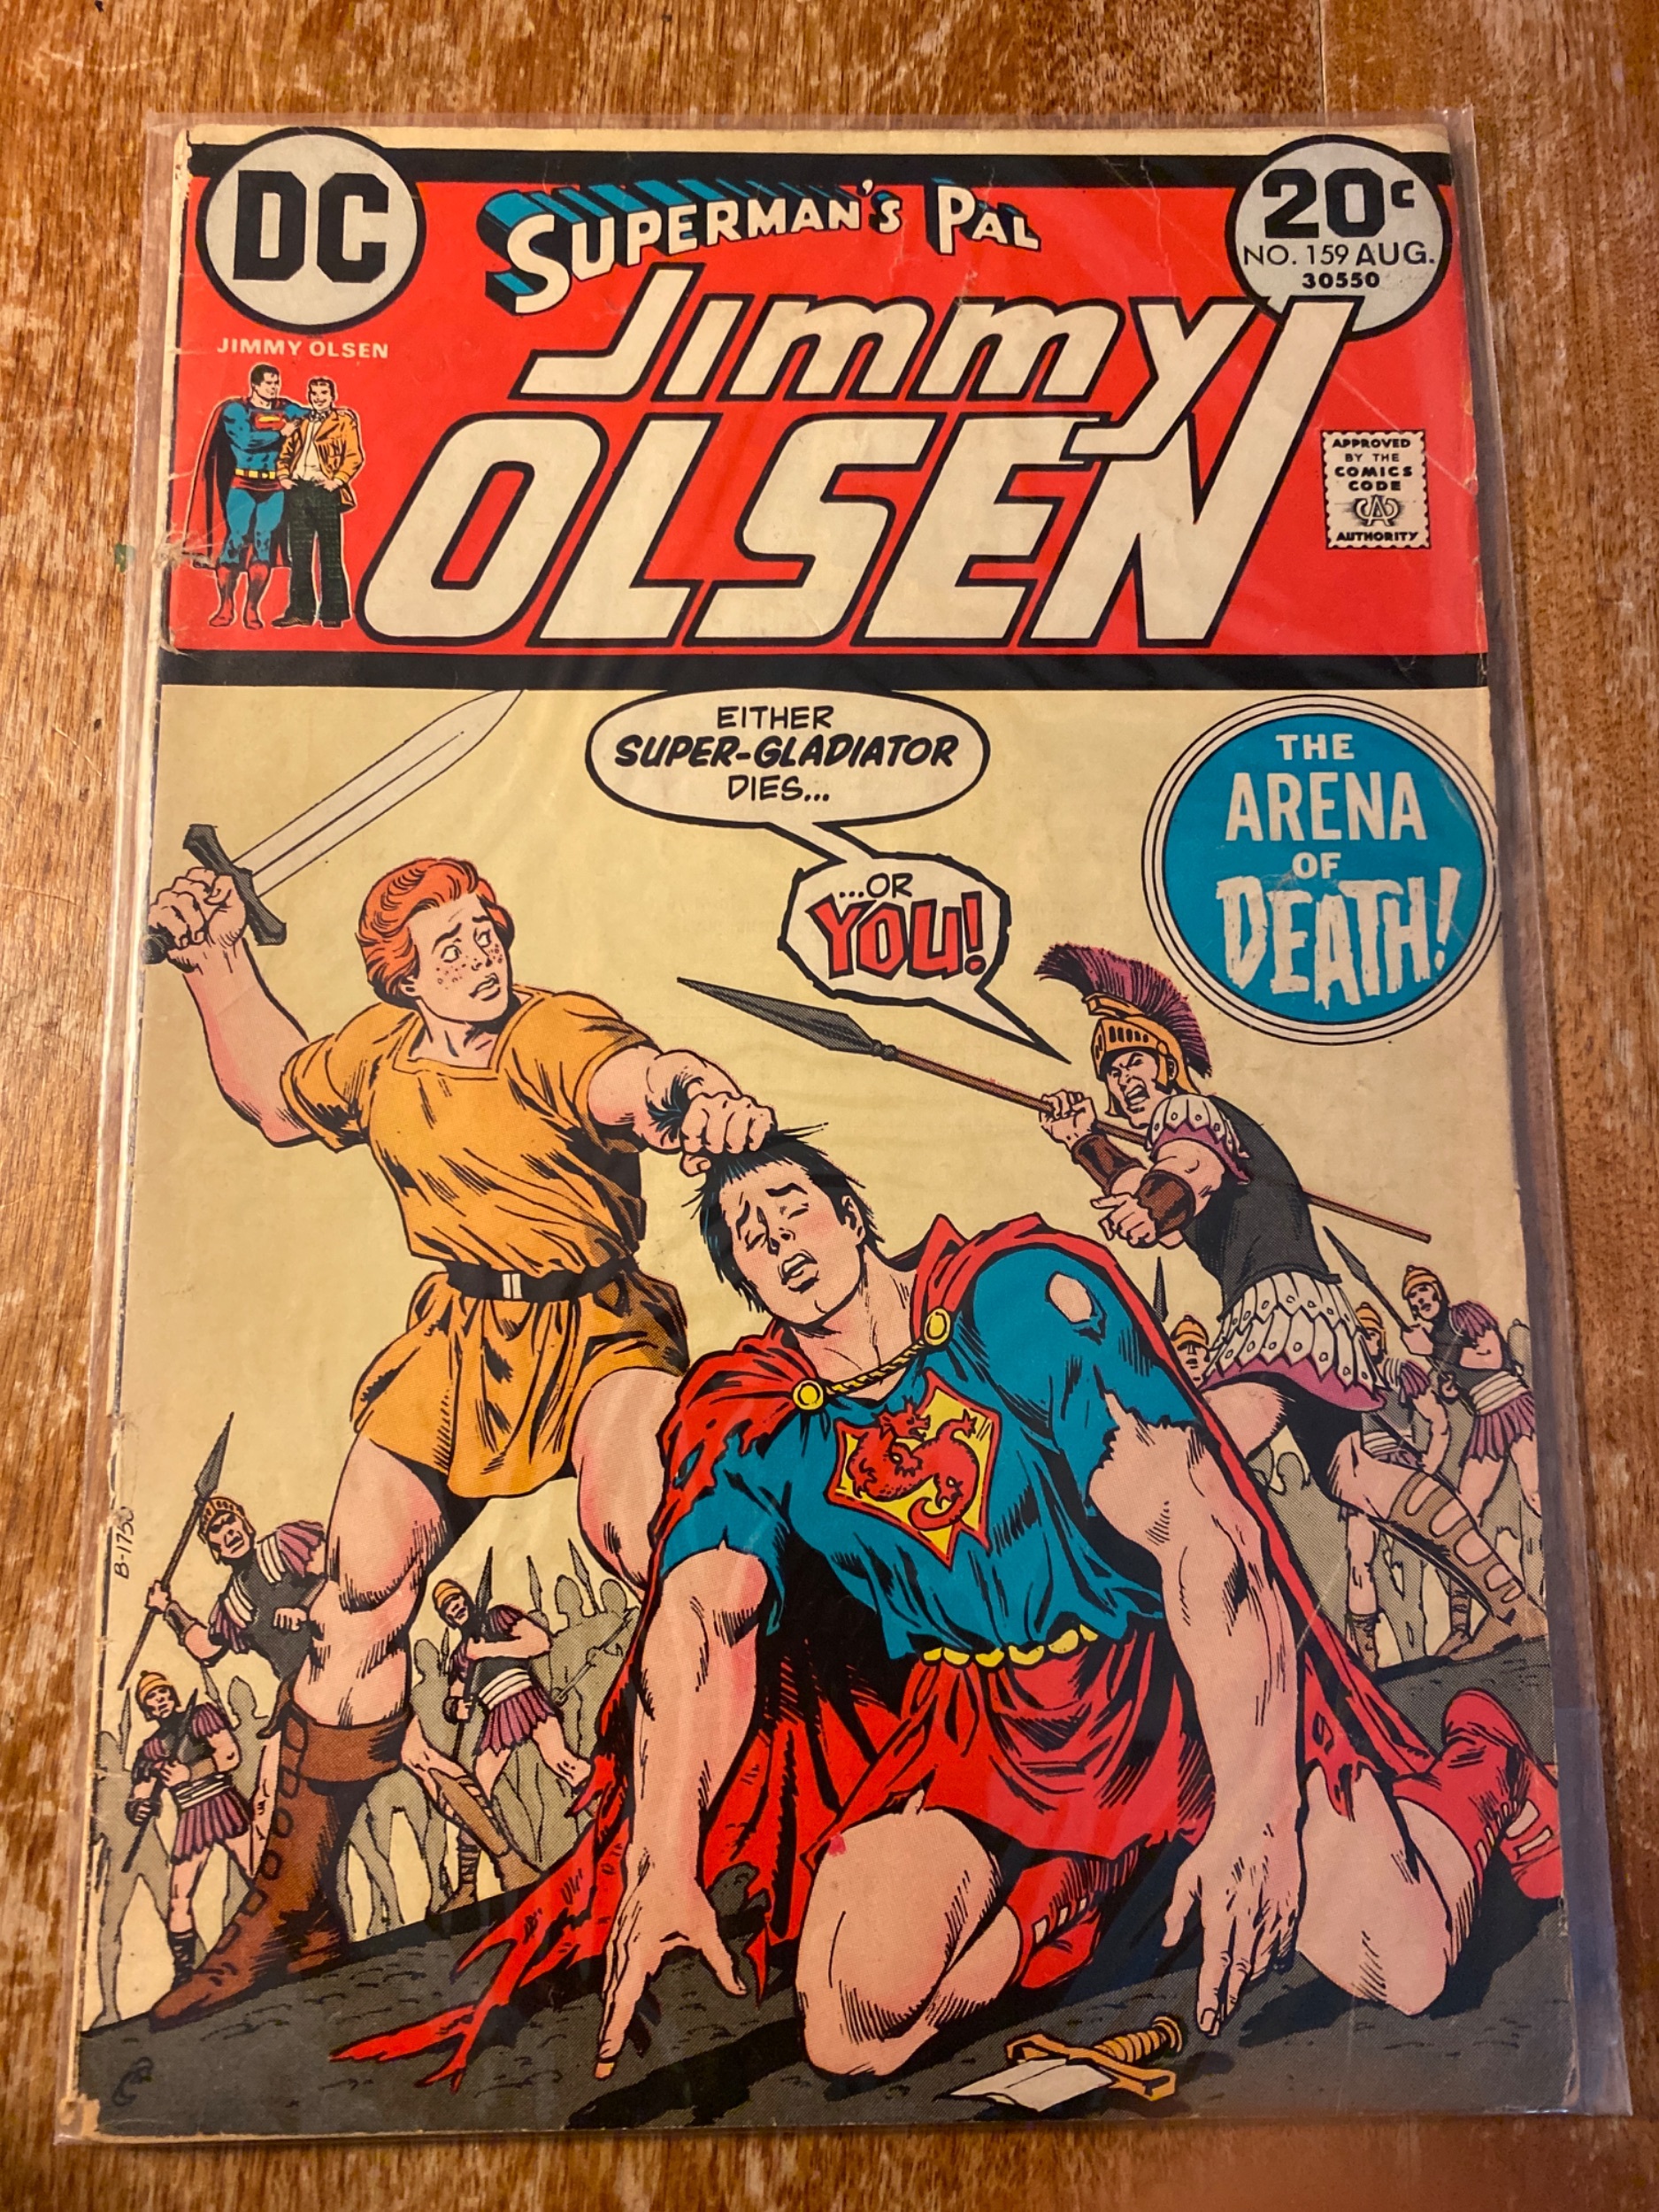 DC
SUPERMAN'S PAL
JIMMY
OLSEN
20¢
NO. 159 AUG.
30550
JIMMY OLSEN
APPROVED
BY THE
COMICS
CODE
CA
AUTHORITY
EITHER
SUPER-GLADIATOR
DIES...
...OR
YOU!
THE
ARENA
OF
DEATH!